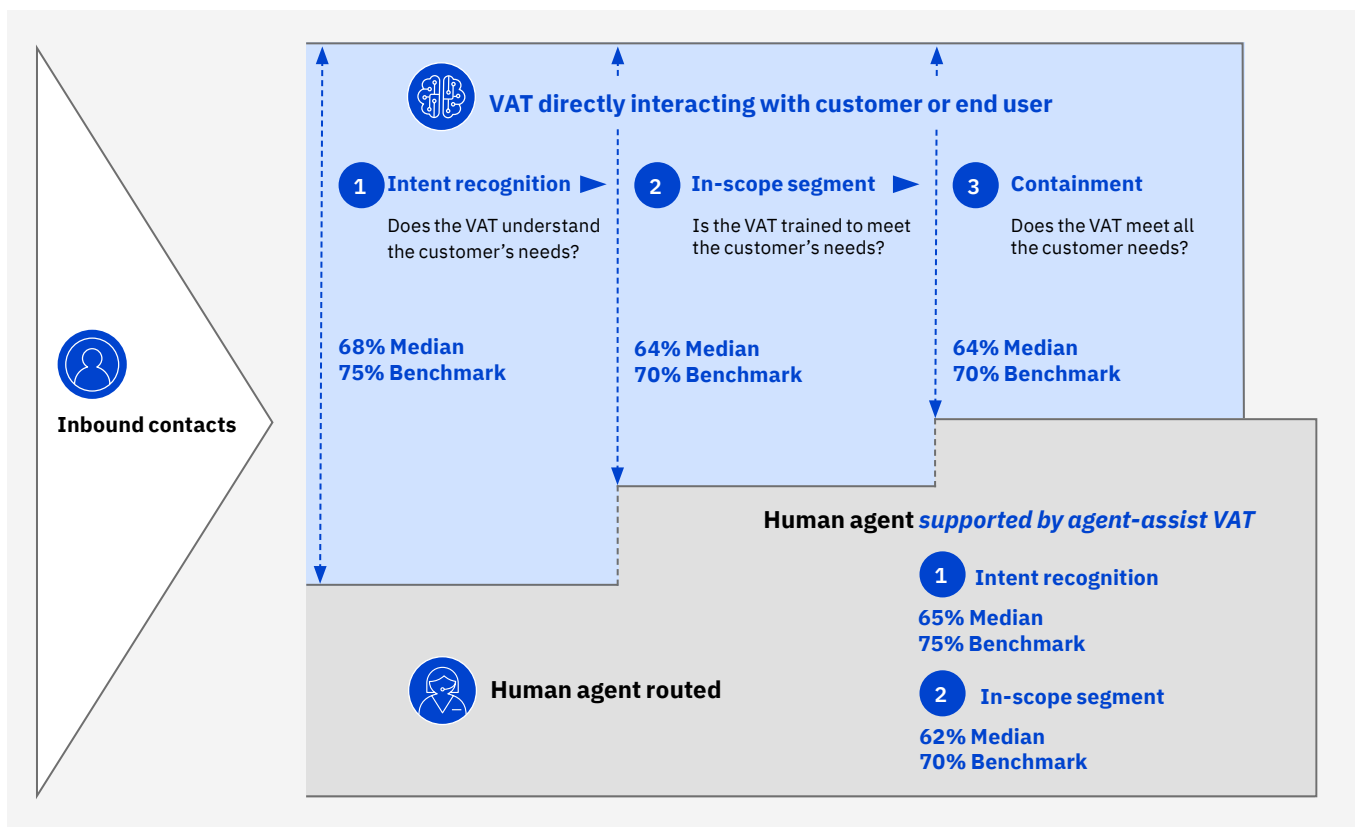 VAT directly interacting with customer or end user
1 Intent recognition
Does the VAT understand
the customer's needs?
68% Median
75% Benchmark
2 In-scope segment
Is the VAT trained to meet
the customer's needs?
64% Median
70% Benchmark
3 Containment
Does the VAT meet all
the customer needs?
64% Median
70% Benchmark
Inbound contacts
Human agent supported by agent-assist VAT
1 Intent recognition
65% Median
75% Benchmark
2 In-scope segment
62% Median
70% Benchmark
Human agent routed